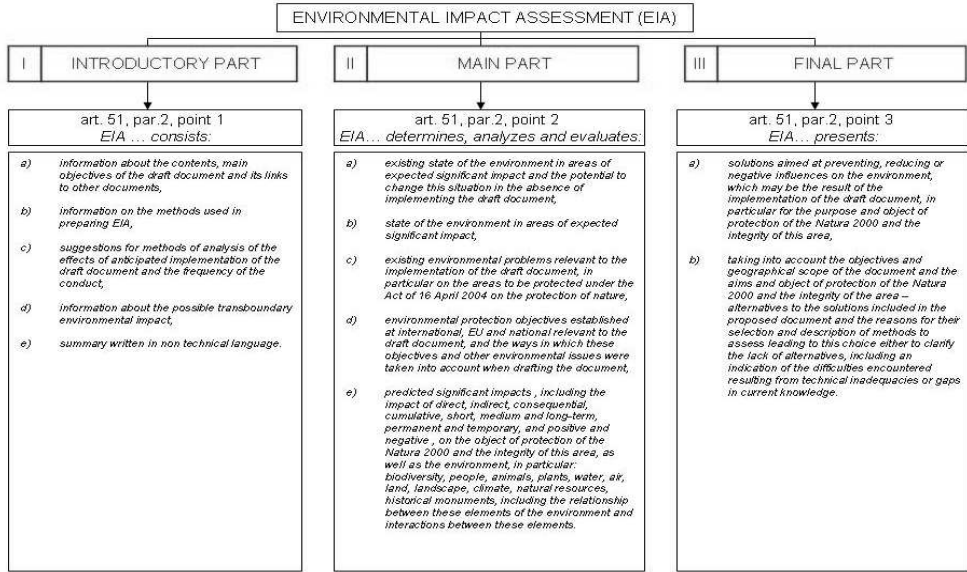 ENVIRONMENTAL IMPACT ASSESSMENT (EIA)
I INTRODUCTORY PART
art. 51, par.2, point 1
EIA … consists:
a) information about the contents, main
objectives of the draft document and its links
to other documents,
b) information on the methods used in
preparing EIA,
c) suggestions for methods of analysis of the
effects of anticipated implementation of the
draft document and the frequency of the
conduct,
d) information about the possible transboundary
environmental impact,
e) summary written in non technical language.
II MAIN PART
art. 51, par.2, point 2
EIA… determines, analyzes and evaluates:
a) existing state of the environment in areas of
expected significant impact and the potential to
change this situation in the absence of
implementing the draft document,
b) state of the environment in areas of expected
significant impact,
c) existing environmental problems relevant to the
implementation of the draft document, in
particular on the areas to be protected under the
Act of 16 April 2004 on the protection of nature,
d) environmental protection objectives established
at international, EU and national relevant to the
draft document, and the ways in which these
objectives and other environmental issues were
taken into account when drafting the document,
e) predicted significant impacts , including the
impact of direct, indirect, consequential,
cumulative, short, medium and long-term,
permanent and temporary, and positive and
negative , on the object of protection of the
Natura 2000 and the integrity of this area, as
well as the environment, in particular:
biodiversity, people, animals, plants, water, air,
land, landscape, climate, natural resources,
historical monuments, including the relationship
between these elements of the environment and
interactions between these elements.
III FINAL PART
art. 51, par.2, point 3
EIA… presents:
a) solutions aimed at preventing, reducing or
negative influences on the environment,
which may be the result of the
implementation of the draft document, in
particular for the purpose and object of
protection of the Natura 2000 and the
integrity of this area,
b) taking into account the objectives and
geographical scope of the document and the
aims and object of protection of the Natura
2000 and the integrity of the area –
alternatives to the solutions included in the
proposed document and the reasons for their
selection and description of methods to
assess leading to this choice either to clarify
the lack of alternatives, including an
indication of the difficulties encountered
resulting from technical inadequacies or gaps
in current knowledge.